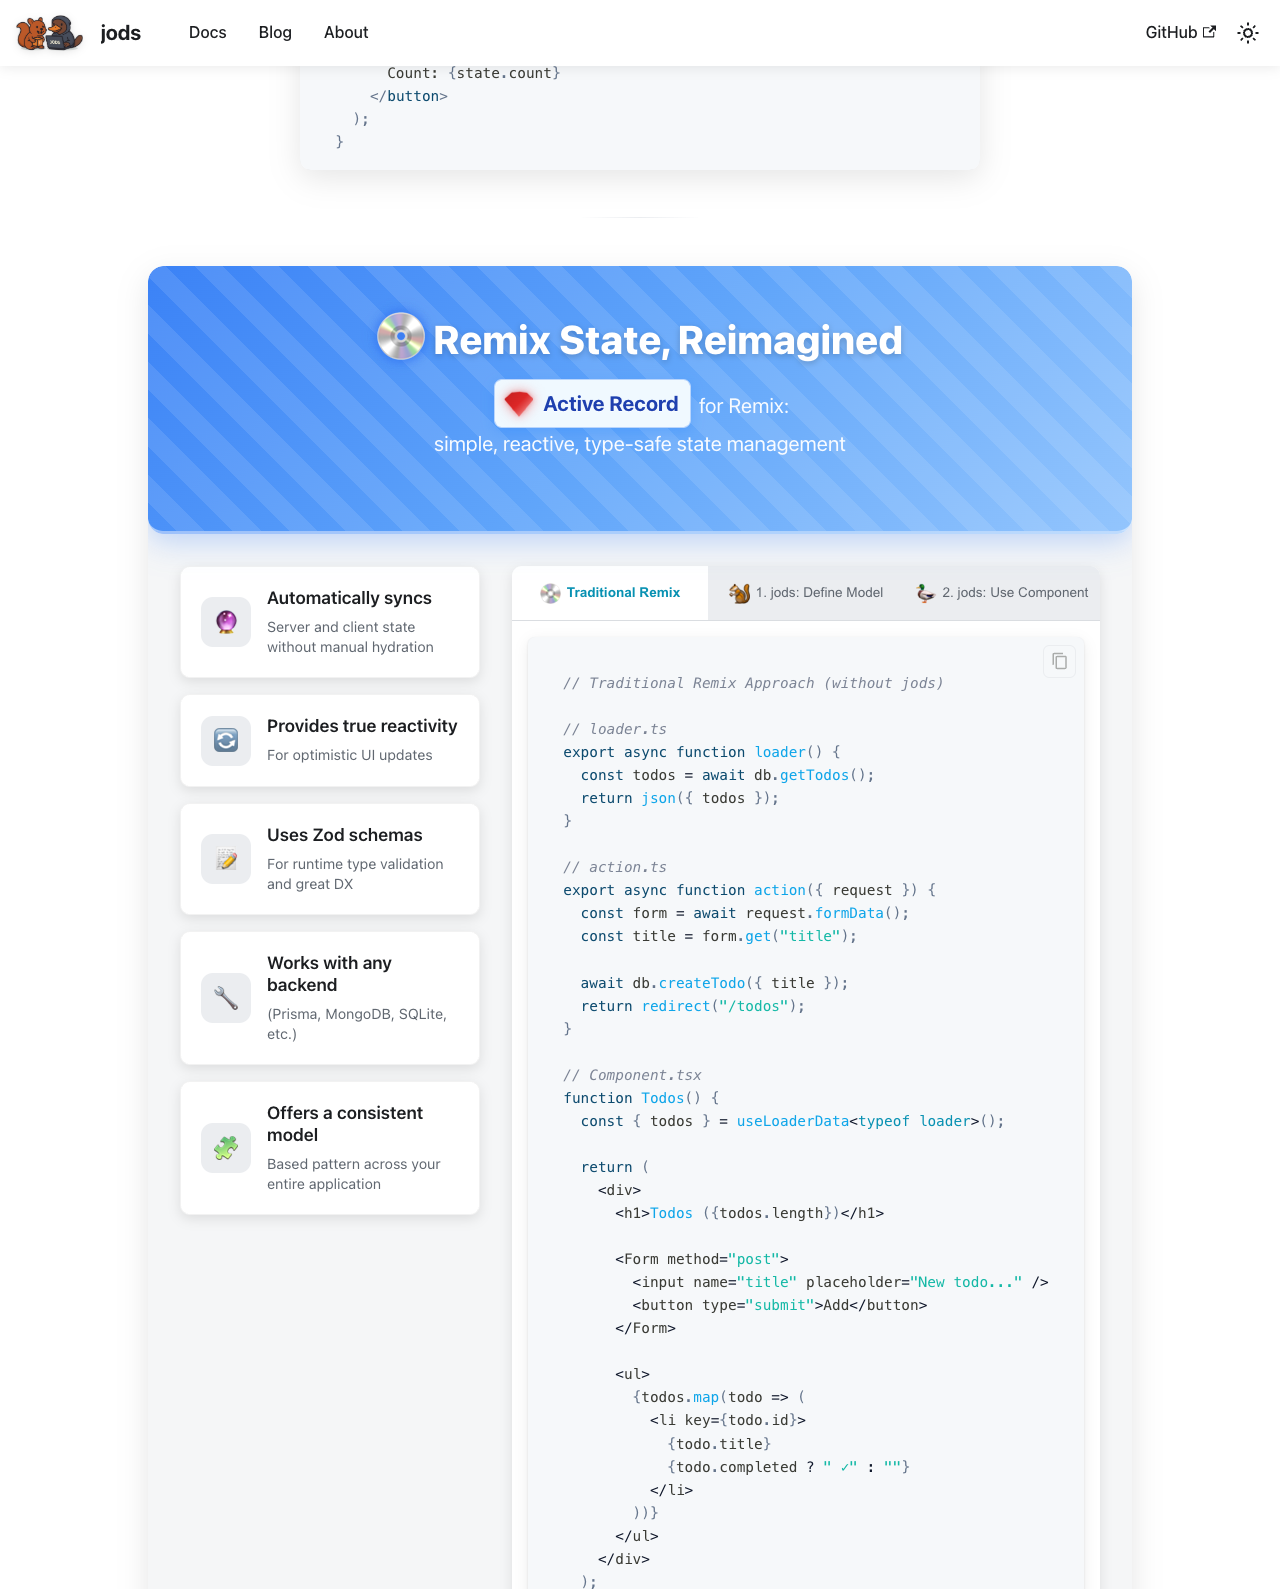 jods
Docs
Blog
About
GitHub
Count: {state.count}
</button>
);
}
Remix State, Reimagined
Active Record for Remix:
simple, reactive, type-safe state management
Automatically syncs
Server and client state
without manual hydration
Provides true reactivity
For optimistic UI updates
Uses Zod schemas
For runtime type validation
and great DX
Works with any
backend
(Prisma, MongoDB, SQLite,
etc.)
Offers a consistent
model
Based pattern across your
entire application
Traditional Remix
1. jods: Define Model
2. jods: Use Component
// Traditional Remix Approach (without jods)
// loader.ts
export async function loader() {
const todos = await db.getTodos();
return json({ todos });
}
// action.ts
export async function action({ request }) {
const form = await request.formData();
const title = form.get("title");
await db.createTodo({ title });
return redirect("/todos");
}
// Component.tsx
function Todos() {
const { todos } = useLoaderData<typeof loader>();
return (
<div>
<h1>Todos ({todos.length})</h1>
<Form method="post">
<input name="title" placeholder="New todo..." />
<button type="submit">Add</button>
</Form>
<ul>
{todos.map(todo => (
<li key={todo.id}>
{todo.title}
{todo.completed ? " ✓" : ""}
</li>
))}
</ul>
</div>
);